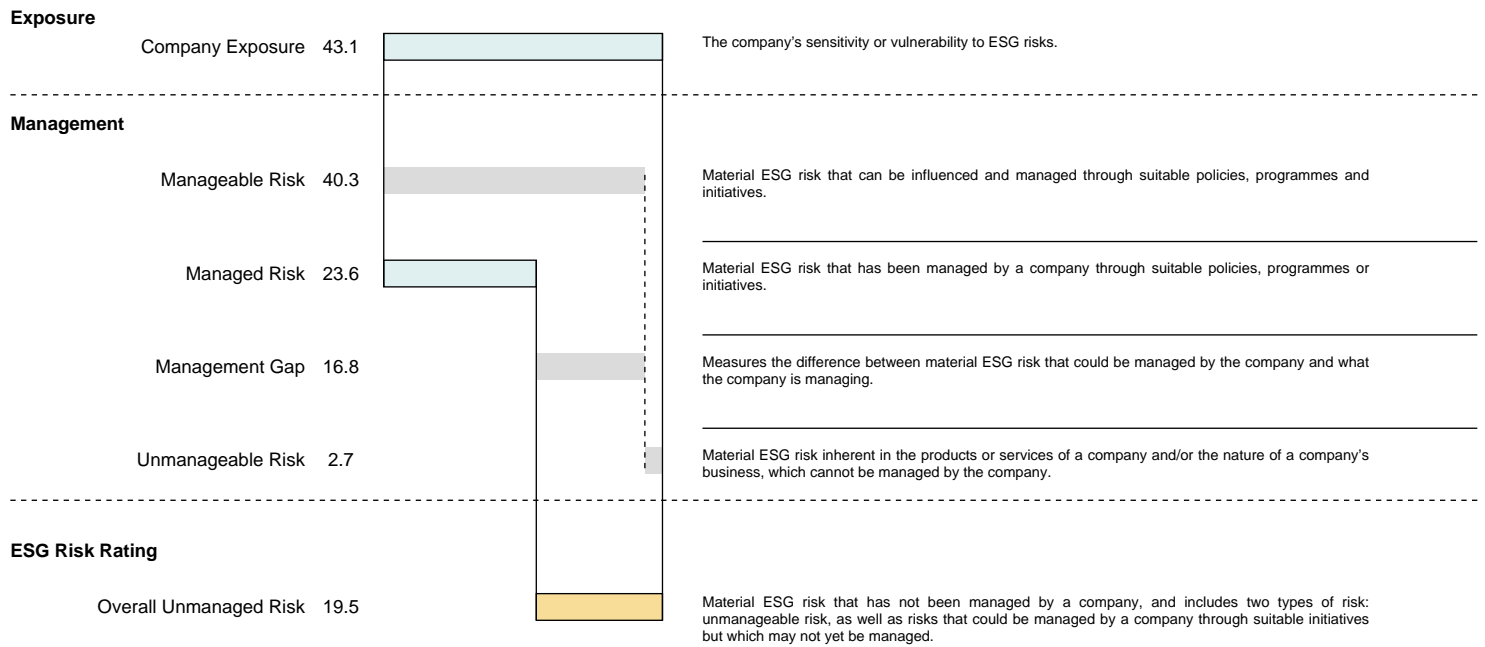 Exposure
Company Exposure 43.1
The company’s sensitivity or vulnerability to ESG risks.
Management
Manageable Risk 40.3
Material ESG risk that can be influenced and managed through suitable policies, programmes and
initiatives.
Managed Risk 23.6
Material ESG risk that has been managed by a company through suitable policies, programmes or
initiatives.
Management Gap 16.8
Measures the difference between material ESG risk that could be managed by the company and what
the company is managing.
Unmanageable Risk 2.7
Material ESG risk inherent in the products or services of a company and/or the nature of a company’s
business, which cannot be managed by the company.
ESG Risk Rating
Overall Unmanaged Risk 19.5
Material ESG risk that has not been managed by a company, and includes two types of risk:
unmanageable risk, as well as risks that could be managed by a company through suitable initiatives
but which may not yet be managed.